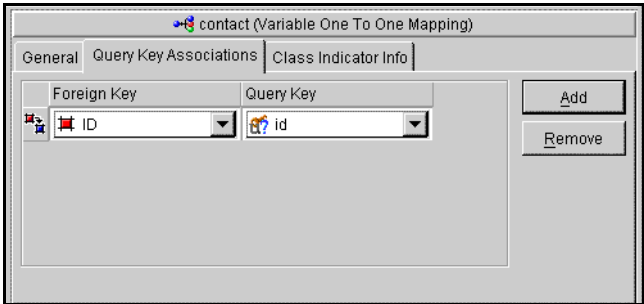 contact (Variable One To One Mapping)
General Query Key Associations Class Indicator Info
Foreign Key Query Key
ID id
Add
Remove